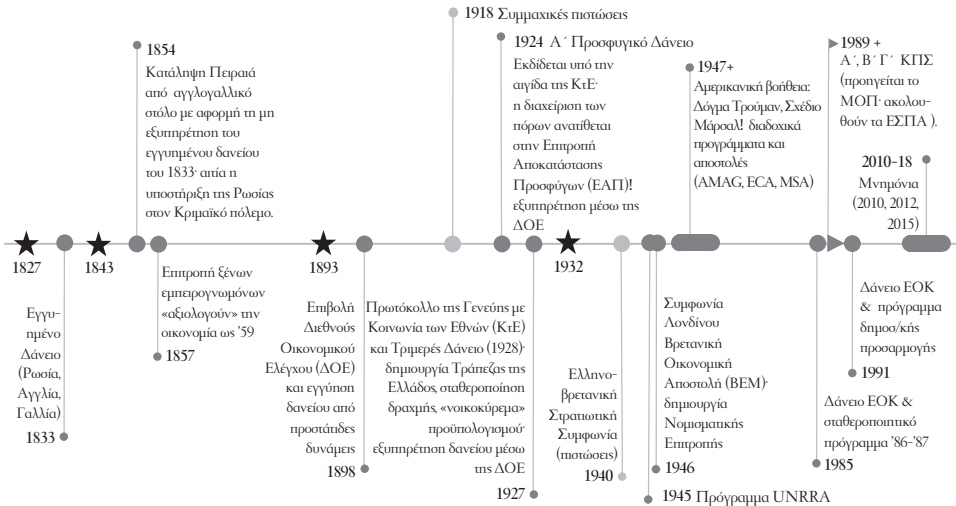 1918 Συμμαχικές πιστώσεις
1854
Κατάληψη Πειραιά
από αγγλογαλλικό
στόλο με αφορμή τη μη
εξυπηρέτηση του
εγγυημένου δανείου
του 1833· αιτία η
υποστήριξη της Ρωσίας
στον Κριμαϊκό πόλεμο.
1924 Α΄ Προσφυγικό Δάνειο
Εκδίδεται υπό την
αιγίδα της ΚτΕ·
η διαχείριση των
πόρων ανατίθεται
στην Επιτροπή
Αποκατάστασης
Προσφύγων (ΕΑΠ)!
εξυπηρέτηση μέσω της
ΔΟΕ
1947+
Αμερικανική βοήθεια:
Δόγμα Τρούμαν, Σχέδιο
Μάρσαλ! διαδοχικά
προγράμματα και
αποστολές
(AMAG, ECA, MSA)
1989 +
Α΄, Β΄ Γ΄ ΚΠΣ
(προηγείται το
ΜΟΠ· ακολου-
θούν τα ΕΣΠΑ ).
2010-18
Μνημόνια
(2010, 2012,
2015)
1827
1843
1893
1932
Εγγυ-
ημένο
Δάνειο
(Ρωσία,
Αγγλία,
Γαλλία)
1833
Επιτροπή ξένων
εμπειρογνωμόνων
«αξιολογούν» την
οικονομία ως ’59
1857
Επιβολή
Διεθνούς
Οικονομικού
Ελέγχου (ΔΟΕ)
και εγγύηση
δανείου από
προστάτιδες
δυνάμεις
1898
Πρωτόκολλο της Γενεύης με
Κοινωνία των Εθνών (ΚτΕ)
και Τριμερές Δάνειο (1928)·
δημιουργία Τράπεζας της
Ελλάδος, σταθεροποίηση
δραχμής, «νοικοκύρεμα»
προϋπολογισμού·
εξυπηρέτηση δανείου μέσω
της ΔΟΕ
1927
Ελληνο-
βρετανική
Στρατιωτική
Συμφωνία
(πιστώσεις)
1940
Συμφωνία
Λονδίνου
Βρετανική
Οικονομική
Αποστολή (ΒΕΜ)·
δημιουργία
Νομισματικής
Επιτροπής
1946
1945 Πρόγραμμα UNRRA
Δάνειο ΕΟΚ
& πρόγραμμα
δημοσ/κής
προσαρμογής
1991
Δάνειο ΕΟΚ &
σταθεροποιητικό
πρόγραμμα ’86-’87
1985